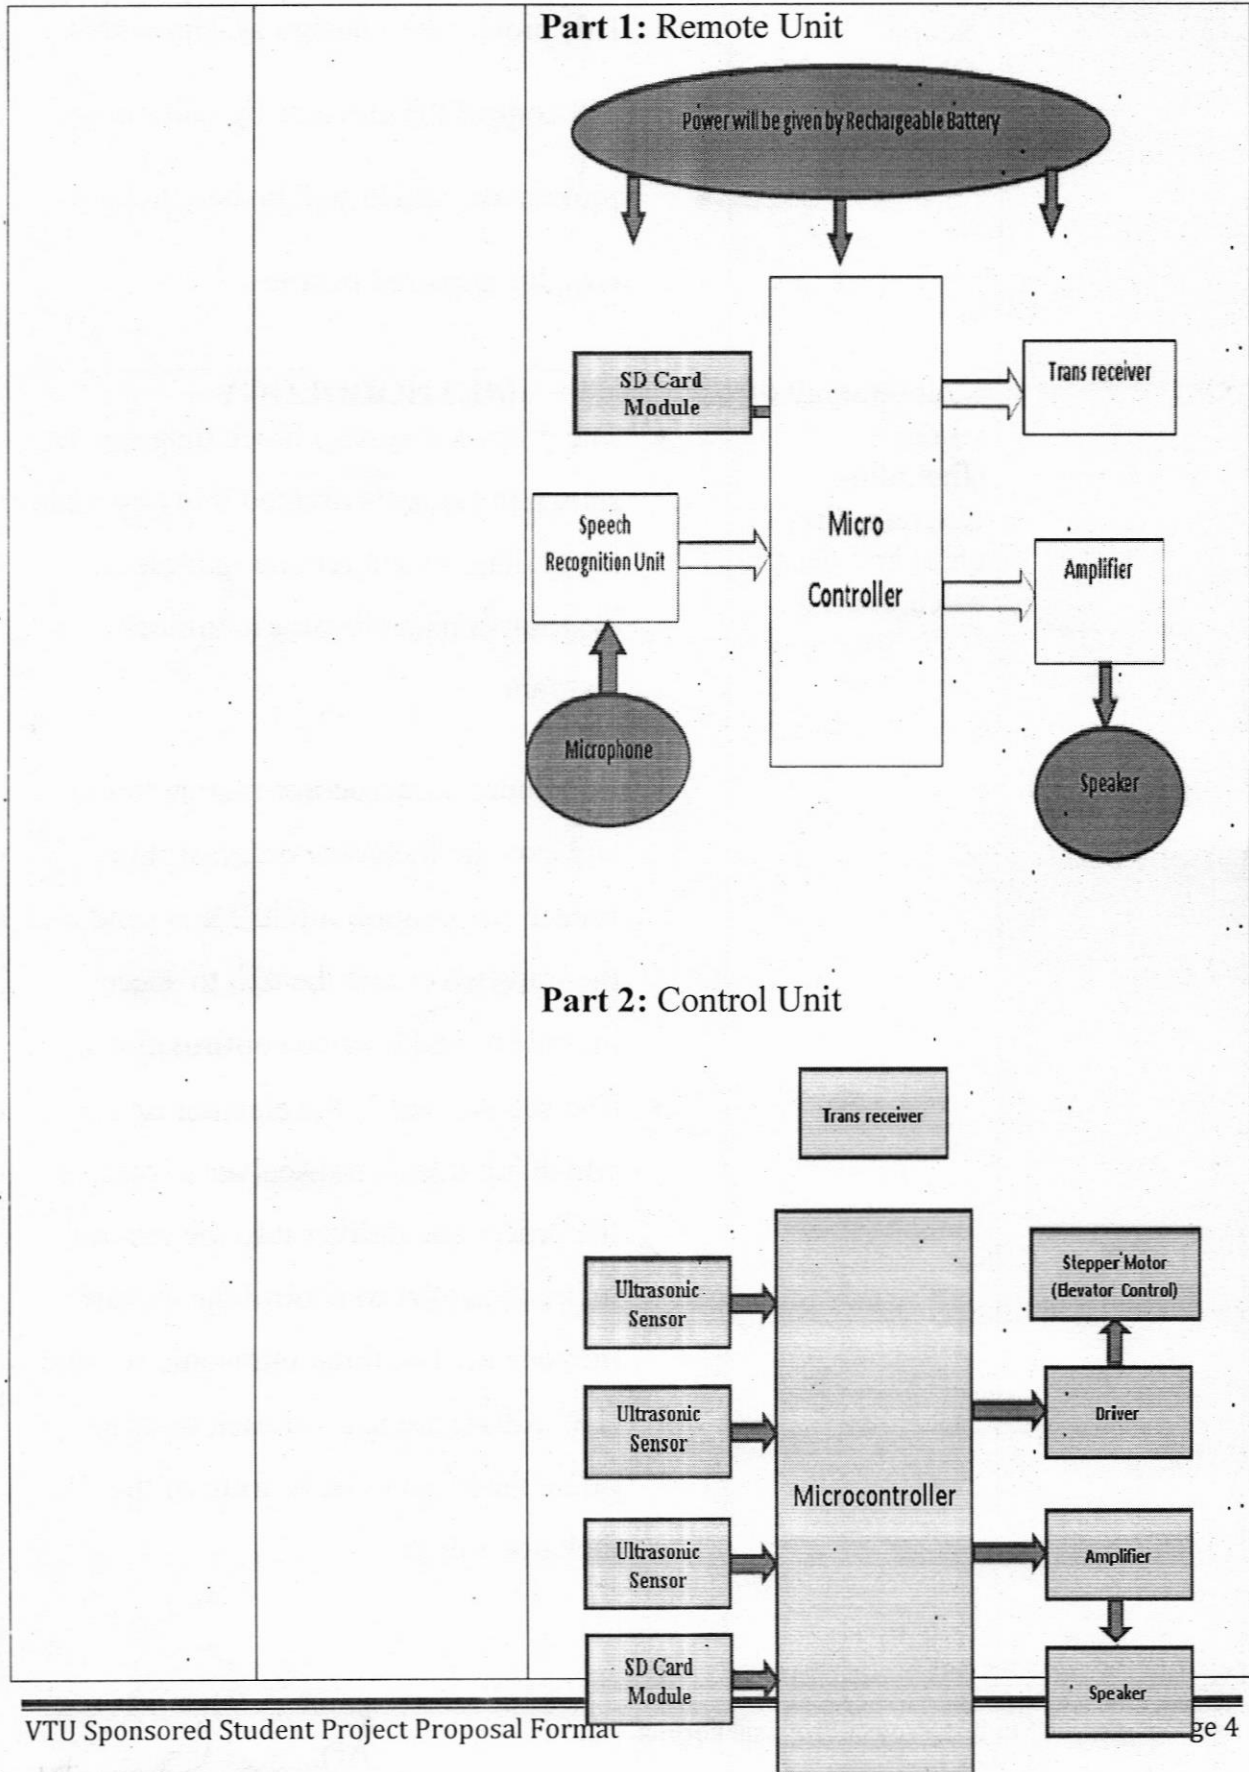 Part 1: Remote Unit
Power will be given by Rechargeable Battery
SD Card
Module
Trans receiver
Speech
Recognition Unit
Micro
Controller
Amplifier
Microphone
Speaker
Part 2: Control Unit
Trans receiver
Ultrasonic
Sensor
Stepper Motor
(Elevator Control)
Ultrasonic
Sensor
Driver
Microcontroller
Ultrasonic
Sensor
Amplifier
SD Card
Module
Speaker
VTU Sponsored Student Project Proposal Format
ge 4